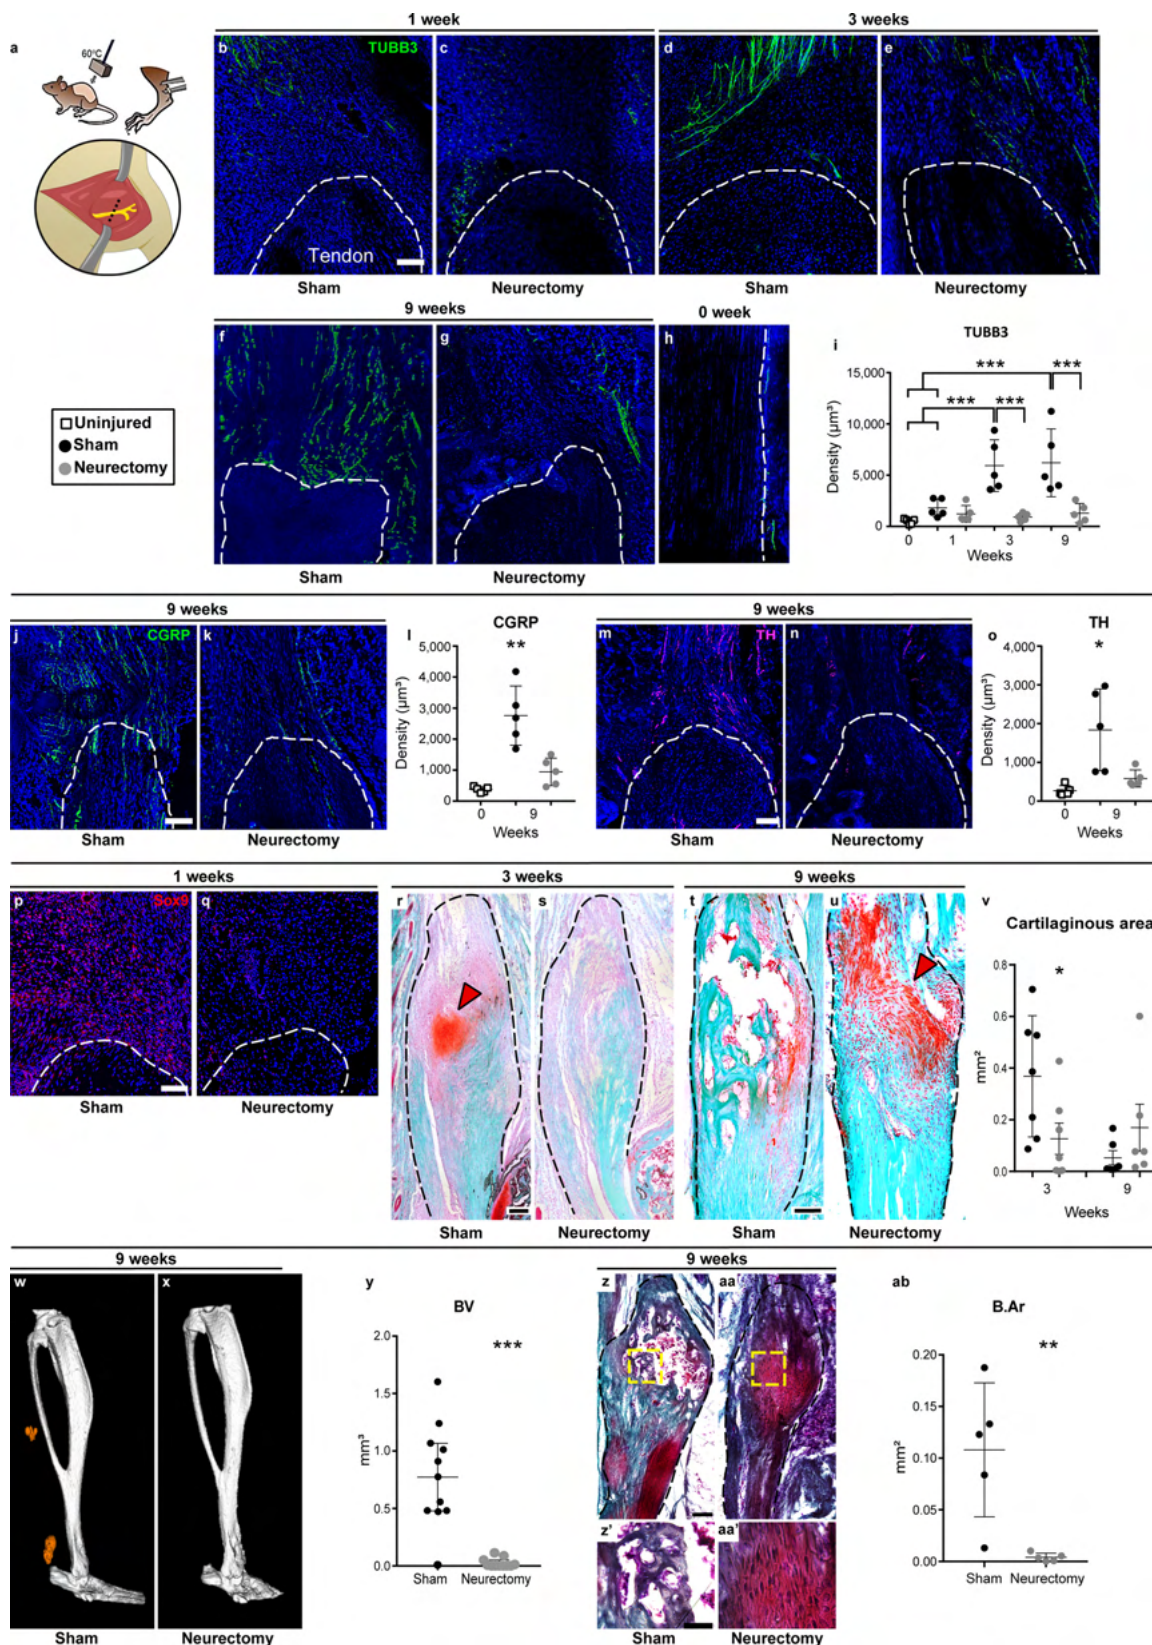 1 week
3 weeks
a
60°C
b
TUBB3
c
d
e
Tendon
Sham
Neurectomy
Sham
Neurectomy
9 weeks
0 week
f
g
h
Sham
Neurectomy
Uninjured
Sham
Neurectomy
i
TUBB3
Density (μm³)
15,000
10,000
5,000
0
***
***
***
***
0
1
3
9
Weeks
9 weeks
j
CGRP
k
Sham
Neurectomy
l
CGRP
Density (μm³)
5,000
4,000
3,000
2,000
1,000
0
**
0
9
Weeks
9 weeks
m
TH
n
Sham
Neurectomy
o
TH
Density (μm³)
4,000
3,000
2,000
1,000
0
*
0
9
Weeks
1 weeks
p
Sox9
q
Sham
Neurectomy
3 weeks
r
s
Sham
Neurectomy
9 weeks
t
u
Sham
Neurectomy
v
Cartilaginous area
mm²
0.8
0.6
0.4
0.2
0.0
*
3
9
Weeks
9 weeks
w
x
Sham
Neurectomy
y
BV
mm³
2.0
1.5
1.0
0.5
0.0
***
Sham
Neurectomy
9 weeks
z
aa
z'
aa'
Sham
Neurectomy
ab
B.Ar
mm²
0.20
0.15
0.10
0.05
0.00
**
Sham
Neurectomy